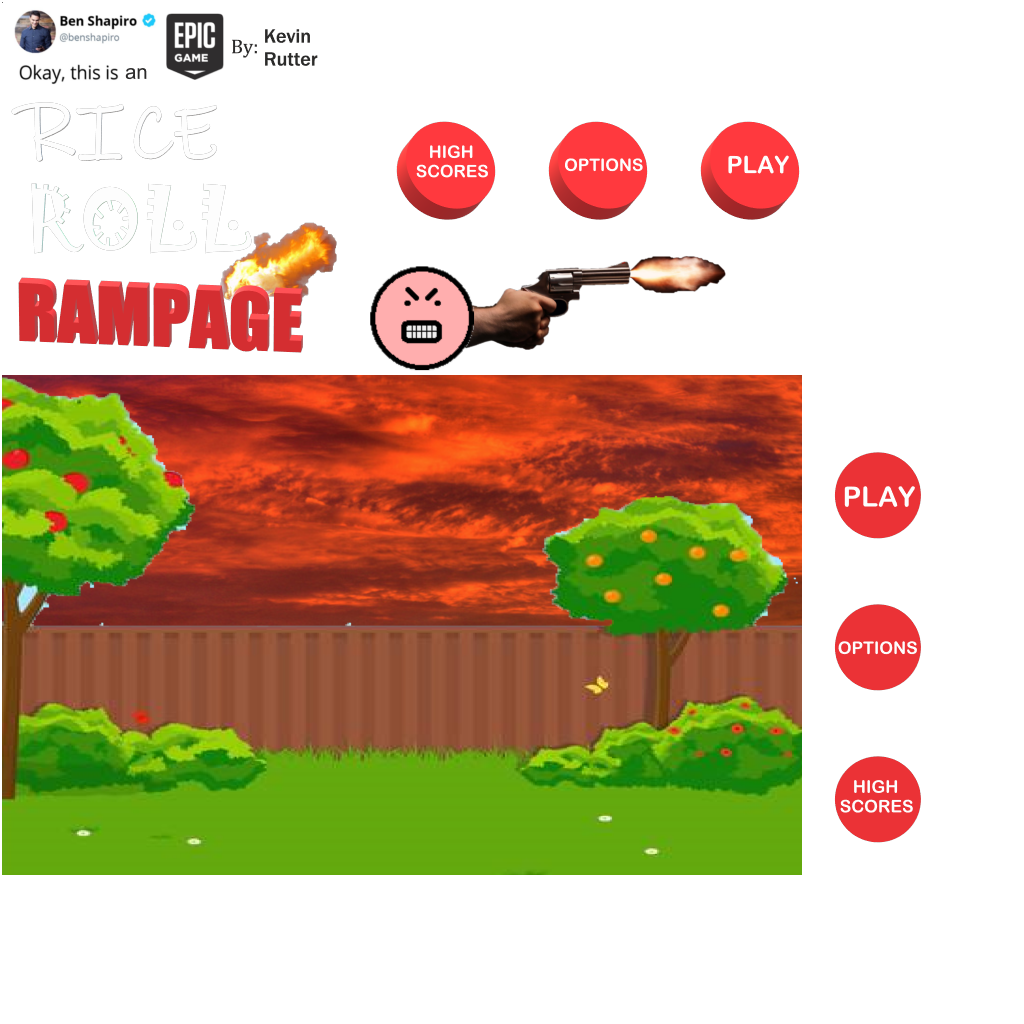 Ben Shapiro
@benshapiro
Okay, this is an
EPIC
GAME
By: Kevin
Rutter
RICE
ROLL
RAMPAGE
HIGH
SCORES
OPTIONS
PLAY
PLAY
OPTIONS
HIGH
SCORES